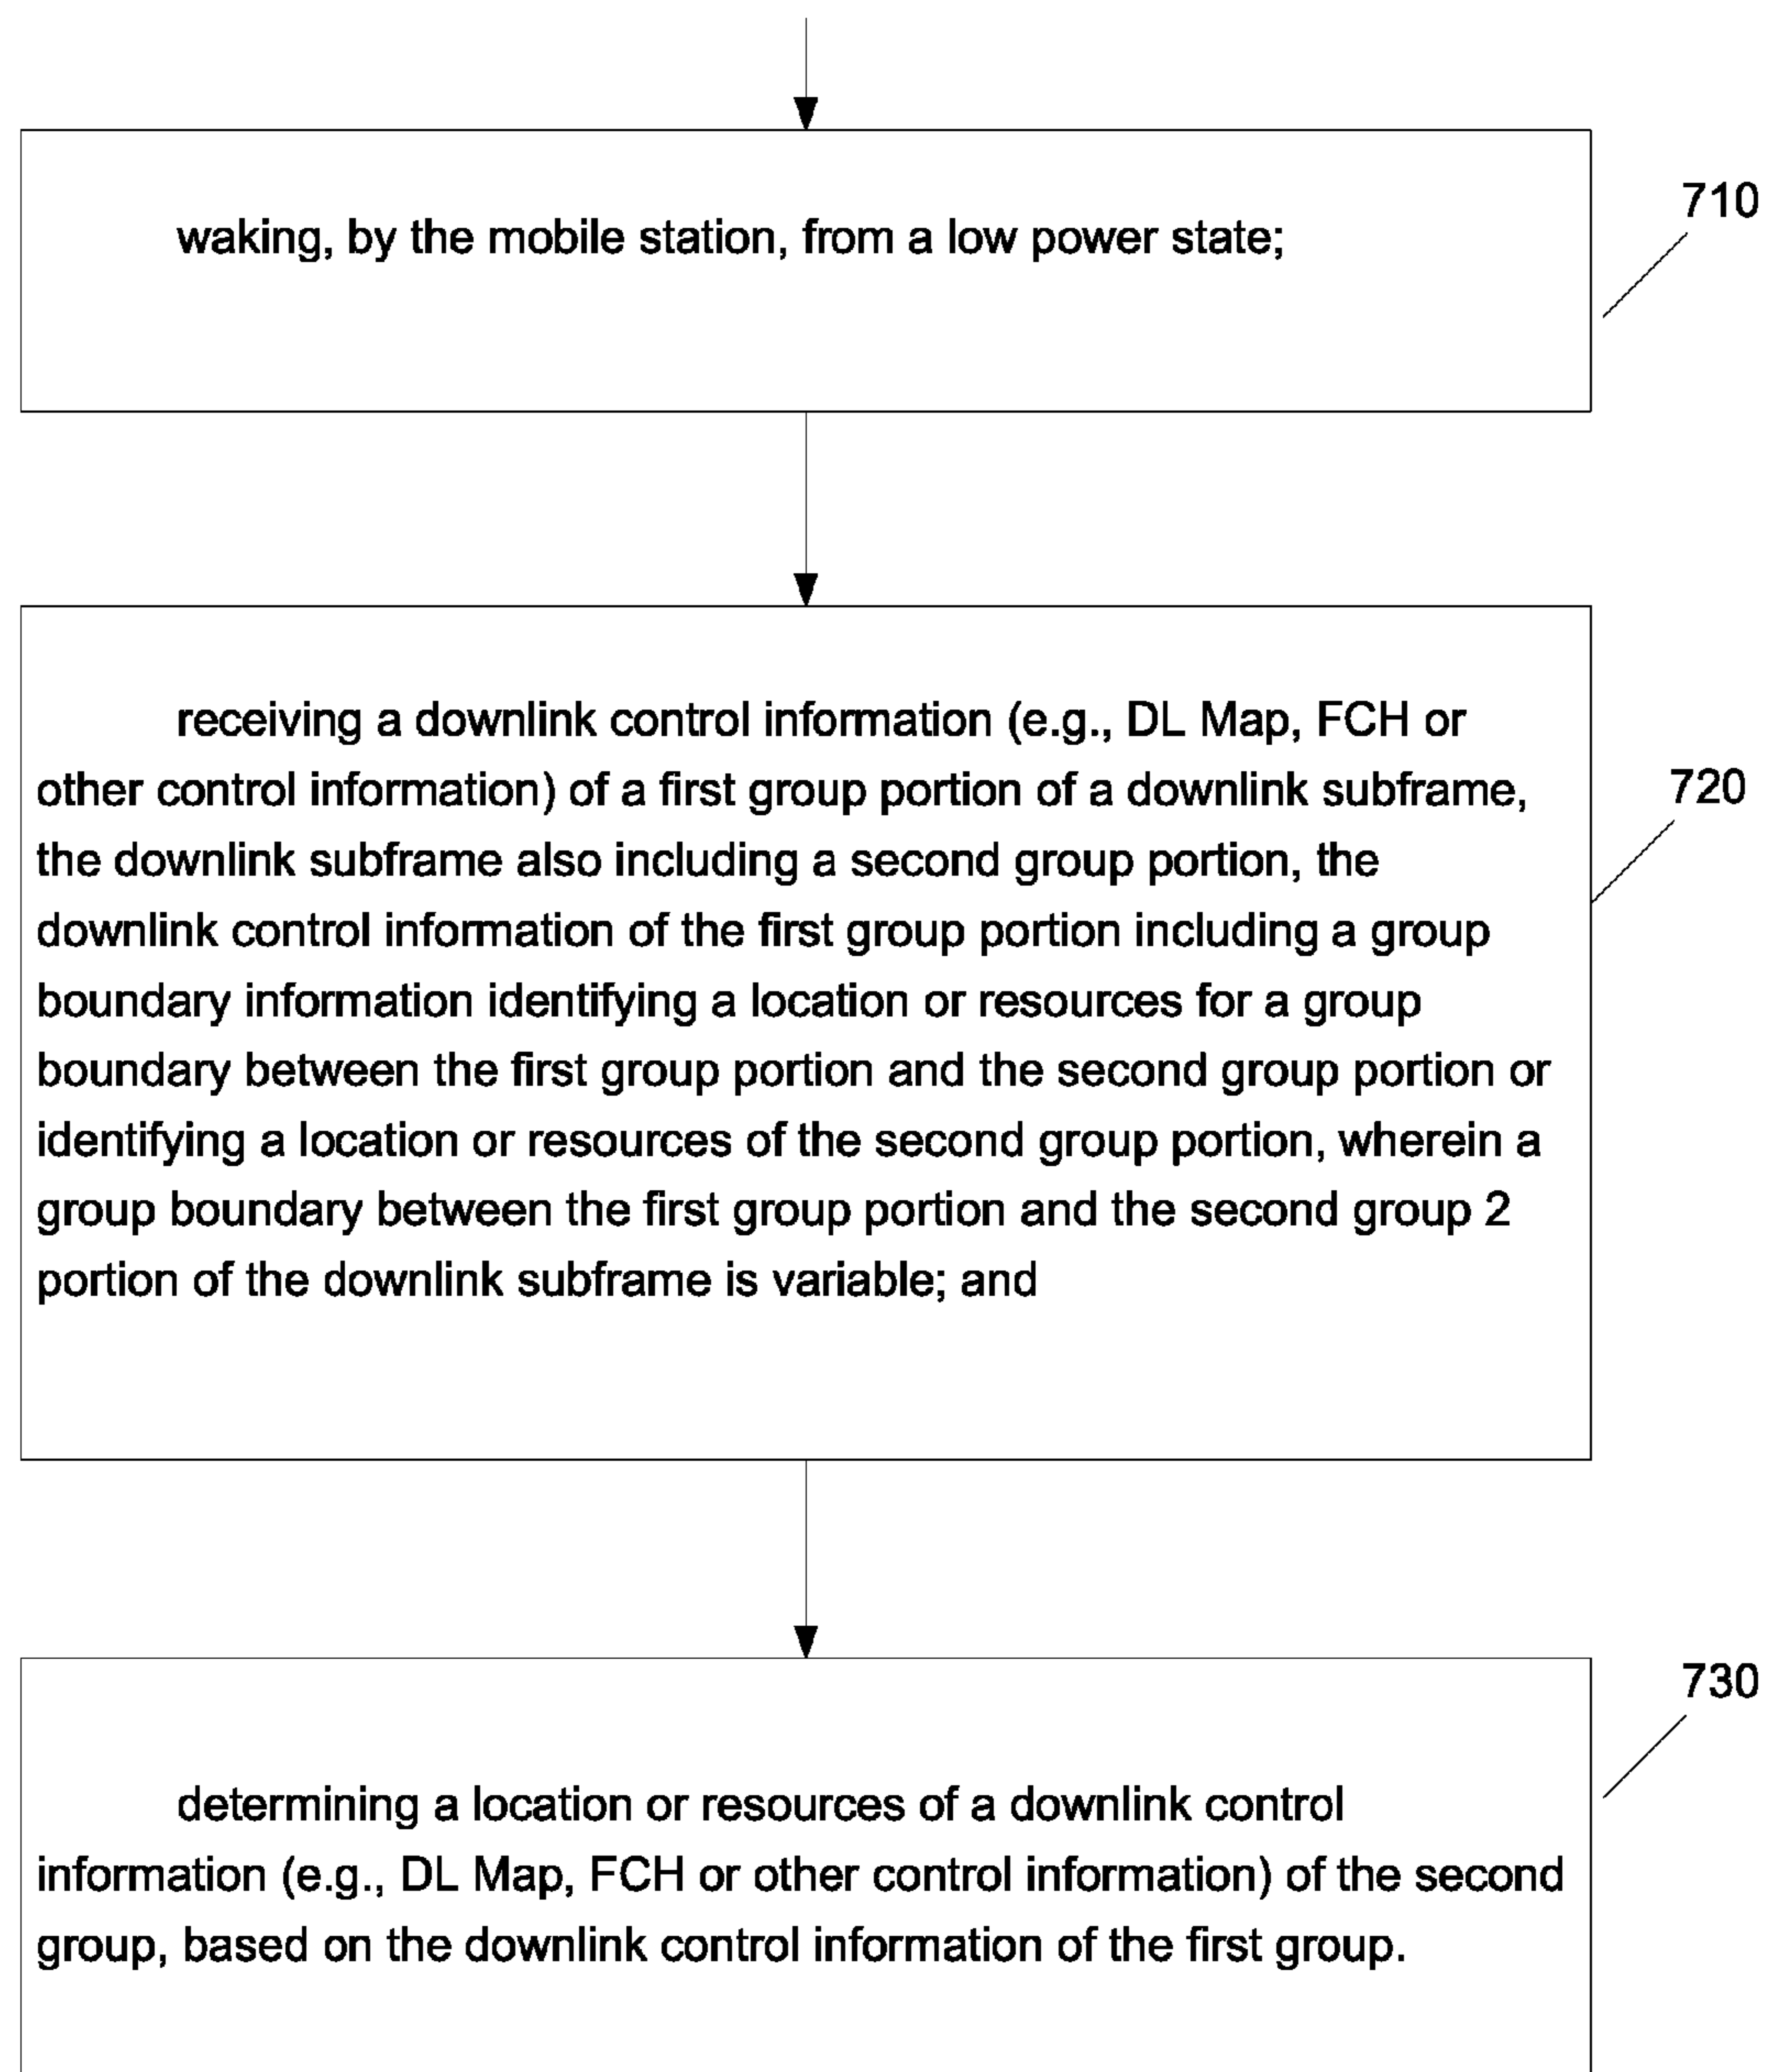 waking, by the mobile station, from a low power state;
710
receiving a downlink control information (e.g., DL Map, FCH or
other control information) of a first group portion of a downlink subframe,
the downlink subframe also including a second group portion, the
downlink control information of the first group portion including a group
boundary information identifying a location or resources for a group
boundary between the first group portion and the second group portion or
identifying a location or resources of the second group portion, wherein a
group boundary between the first group portion and the second group 2
portion of the downlink subframe is variable; and
720
determining a location or resources of a downlink control
information (e.g., DL Map, FCH or other control information) of the second
group, based on the downlink control information of the first group.
730